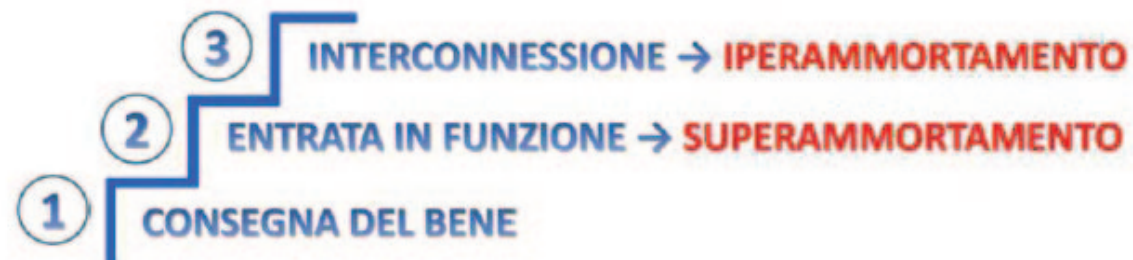 3 INTERCONNESSIONE → IPERAMMORTAMENTO
2 ENTRATA IN FUNZIONE → SUPERAMMORTAMENTO
1 CONSEGNA DEL BENE